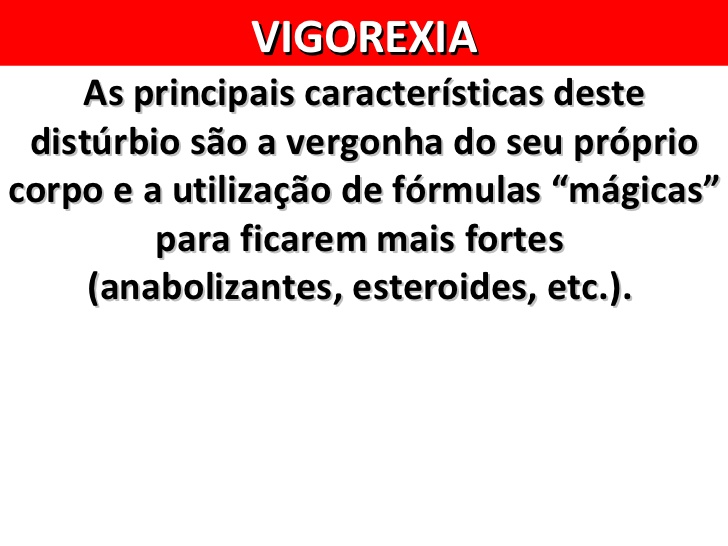 VIGOREXIA
As principais características deste
distúrbio são a vergonha do seu próprio
corpo e a utilização de fórmulas “mágicas”
para ficarem mais fortes
(anabolizantes, esteroides, etc.).